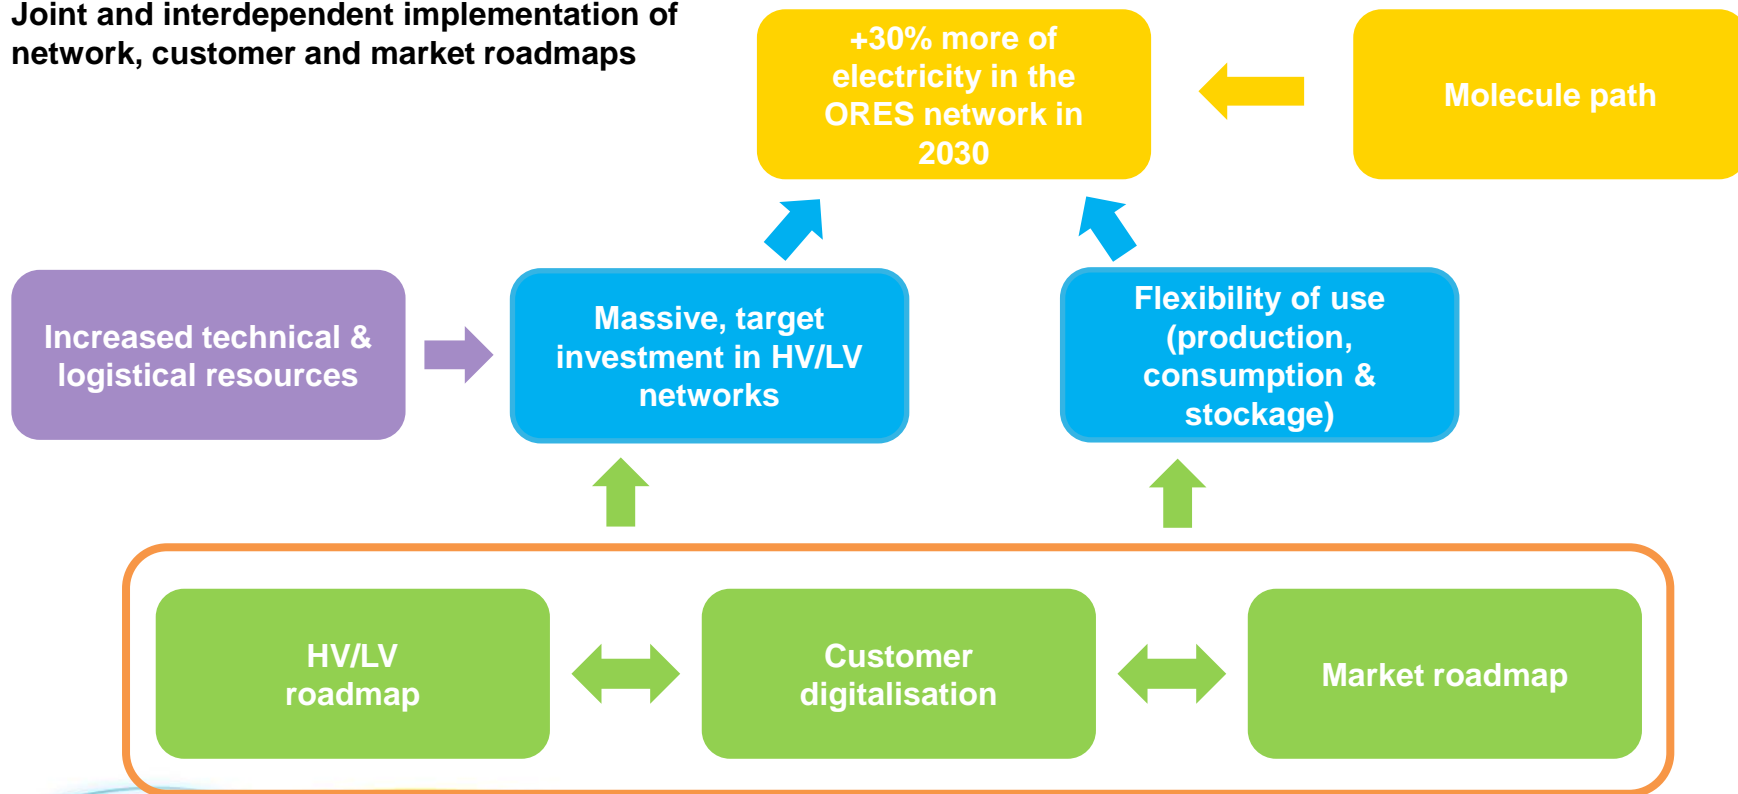 Joint and interdependent implementation of
network, customer and market roadmaps
+30% more of
electricity in the
ORES network in
2030
Molecule path
Increased technical &
logistical resources
Massive, target
investment in HV/LV
networks
Flexibility of use
(production,
consumption &
stockage)
HV/LV
roadmap
Customer
digitalisation
Market roadmap